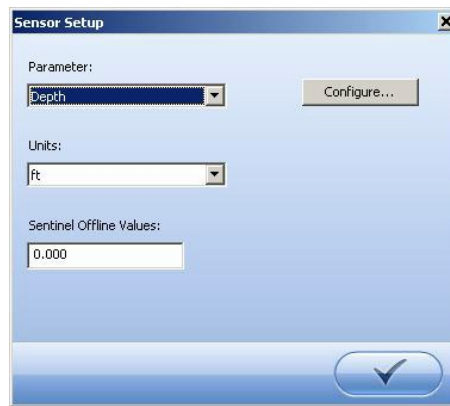 Sensor Setup
Parameter:
Depth
Configure...
Units:
ft
Sentinel Offline Values:
0.000